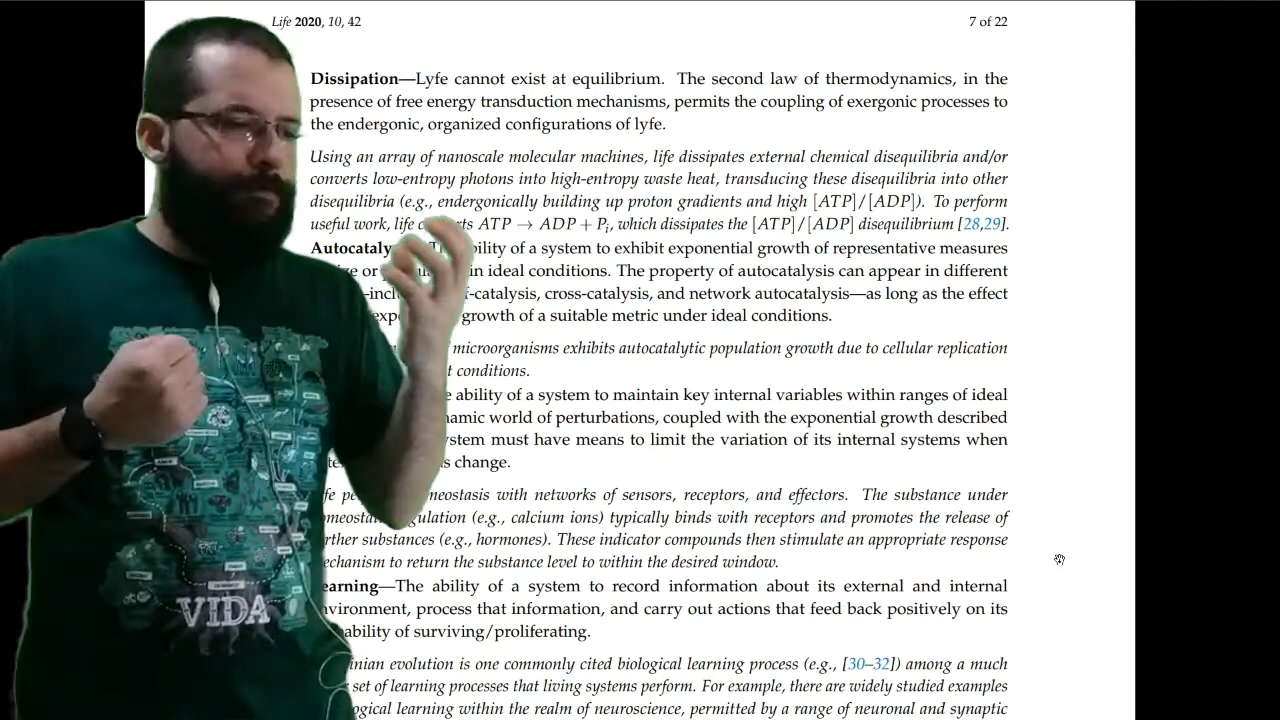 Life 2020, 10, 42
7 of 22
Dissipation—Lyfe cannot exist at equilibrium. The second law of thermodynamics, in the
presence of free energy transduction mechanisms, permits the coupling of exergonic processes to
the endergonic, organized configurations of lyfe.
Using an array of nanoscale molecular machines, life dissipates external chemical disequilibria and/or
converts low-entropy photons into high-entropy waste heat, transducing these disequilibria into other
disequilibria (e.g., endergonically building up proton gradients and high [ATP]/[ADP]). To perform
useful work, life ATP → ADP + Pi, which dissipates the [ATP]/[ADP] disequilibrium [28,29].
of a system to exhibit exponential growth of representative measures
or in ideal conditions. The property of autocatalysis can appear in different
cross-catalysis, and network autocatalysis—as long as the effect
growth of a suitable metric under ideal conditions.
microorganisms exhibits autocatalytic population growth due to cellular replication
conditions.
ability of a system to maintain key internal variables within ranges of ideal
world of perturbations, coupled with the exponential growth described
must have means to limit the variation of its internal systems when
change.
with networks of sensors, receptors, and effectors. The substance under
(e.g., calcium ions) typically binds with receptors and promotes the release of
substances (e.g., hormones). These indicator compounds then stimulate an appropriate response
to return the substance level to within the desired window.
The ability of a system to record information about its external and internal
process that information, and carry out actions that feed back positively on its
of surviving/proliferating.
evolution is one commonly cited biological learning process (e.g., [30–32]) among a much
set of learning processes that living systems perform. For example, there are widely studied examples
learning within the realm of neuroscience, permitted by a range of neuronal and synaptic
VIDA